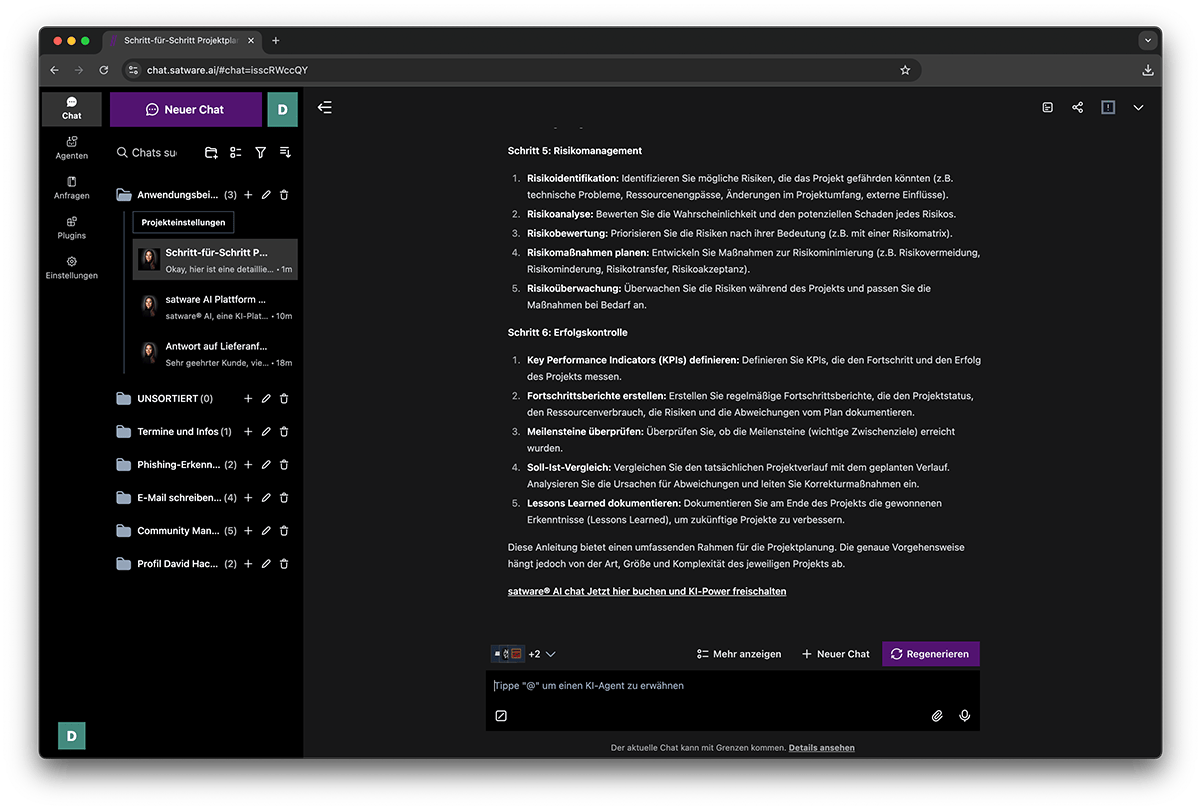 Schritt-für-Schritt Projektplan
chat.satware.ai/#chat=isscRWccQY
Chat
Agenten
Anfragen
Plugins
Einstellungen
D
Neuer Chat
D
Chats su
Anwendungsbei... (3)
Projekteinstellungen
Schritt-für-Schritt P...
Okay, hier ist eine detaillie... • 1m
satware AI Plattform ...
satware® AI, eine KI-Plat... • 10m
Antwort auf Lieferanf...
Sehr geehrter Kunde, vie... • 18m
UNSORTIERT (0)
Termine und Infos (1)
Phishing-Erkenn... (2)
E-Mail schreiben... (4)
Community Man... (5)
Profil David Hac... (2)
Schritt 5: Risikomanagement
1. Risikoidentifikation: Identifizieren Sie mögliche Risiken, die das Projekt gefährden könnten (z.B.
technische Probleme, Ressourcenengpässe, Änderungen im Projektumfang, externe Einflüsse).
2. Risikoanalyse: Bewerten Sie die Wahrscheinlichkeit und den potenziellen Schaden jedes Risikos.
3. Risikobewertung: Priorisieren Sie die Risiken nach ihrer Bedeutung (z.B. mit einer Risikomatrix).
4. Risikomaßnahmen planen: Entwickeln Sie Maßnahmen zur Risikominimierung (z.B. Risikovermeidung,
Risikominderung, Risikotransfer, Risikoakzeptanz).
5. Risikoüberwachung: Überwachen Sie die Risiken während des Projekts und passen Sie die
Maßnahmen bei Bedarf an.
Schritt 6: Erfolgskontrolle
1. Key Performance Indicators (KPIs) definieren: Definieren Sie KPIs, die den Fortschritt und den Erfolg
des Projekts messen.
2. Fortschrittsberichte erstellen: Erstellen Sie regelmäßige Fortschrittsberichte, die den Projektstatus,
den Ressourcenverbrauch, die Risiken und die Abweichungen vom Plan dokumentieren.
3. Meilensteine überprüfen: Überprüfen Sie, ob die Meilensteine (wichtige Zwischenziele) erreicht
wurden.
4. Soll-Ist-Vergleich: Vergleichen Sie den tatsächlichen Projektverlauf mit dem geplanten Verlauf.
Analysieren Sie die Ursachen für Abweichungen und leiten Sie Korrekturmaßnahmen ein.
5. Lessons Learned dokumentieren: Dokumentieren Sie am Ende des Projekts die gewonnenen
Erkenntnisse (Lessons Learned), um zukünftige Projekte zu verbessern.
Diese Anleitung bietet einen umfassenden Rahmen für die Projektplanung. Die genaue Vorgehensweise
hängt jedoch von der Art, Größe und Komplexität des jeweiligen Projekts ab.
satware® AI chat Jetzt hier buchen und KI-Power freischalten
+2
Mehr anzeigen
Neuer Chat
Regenerieren
Tippe "@" um einen KI-Agent zu erwähnen
Der aktuelle Chat kann mit Grenzen kommen. Details ansehen